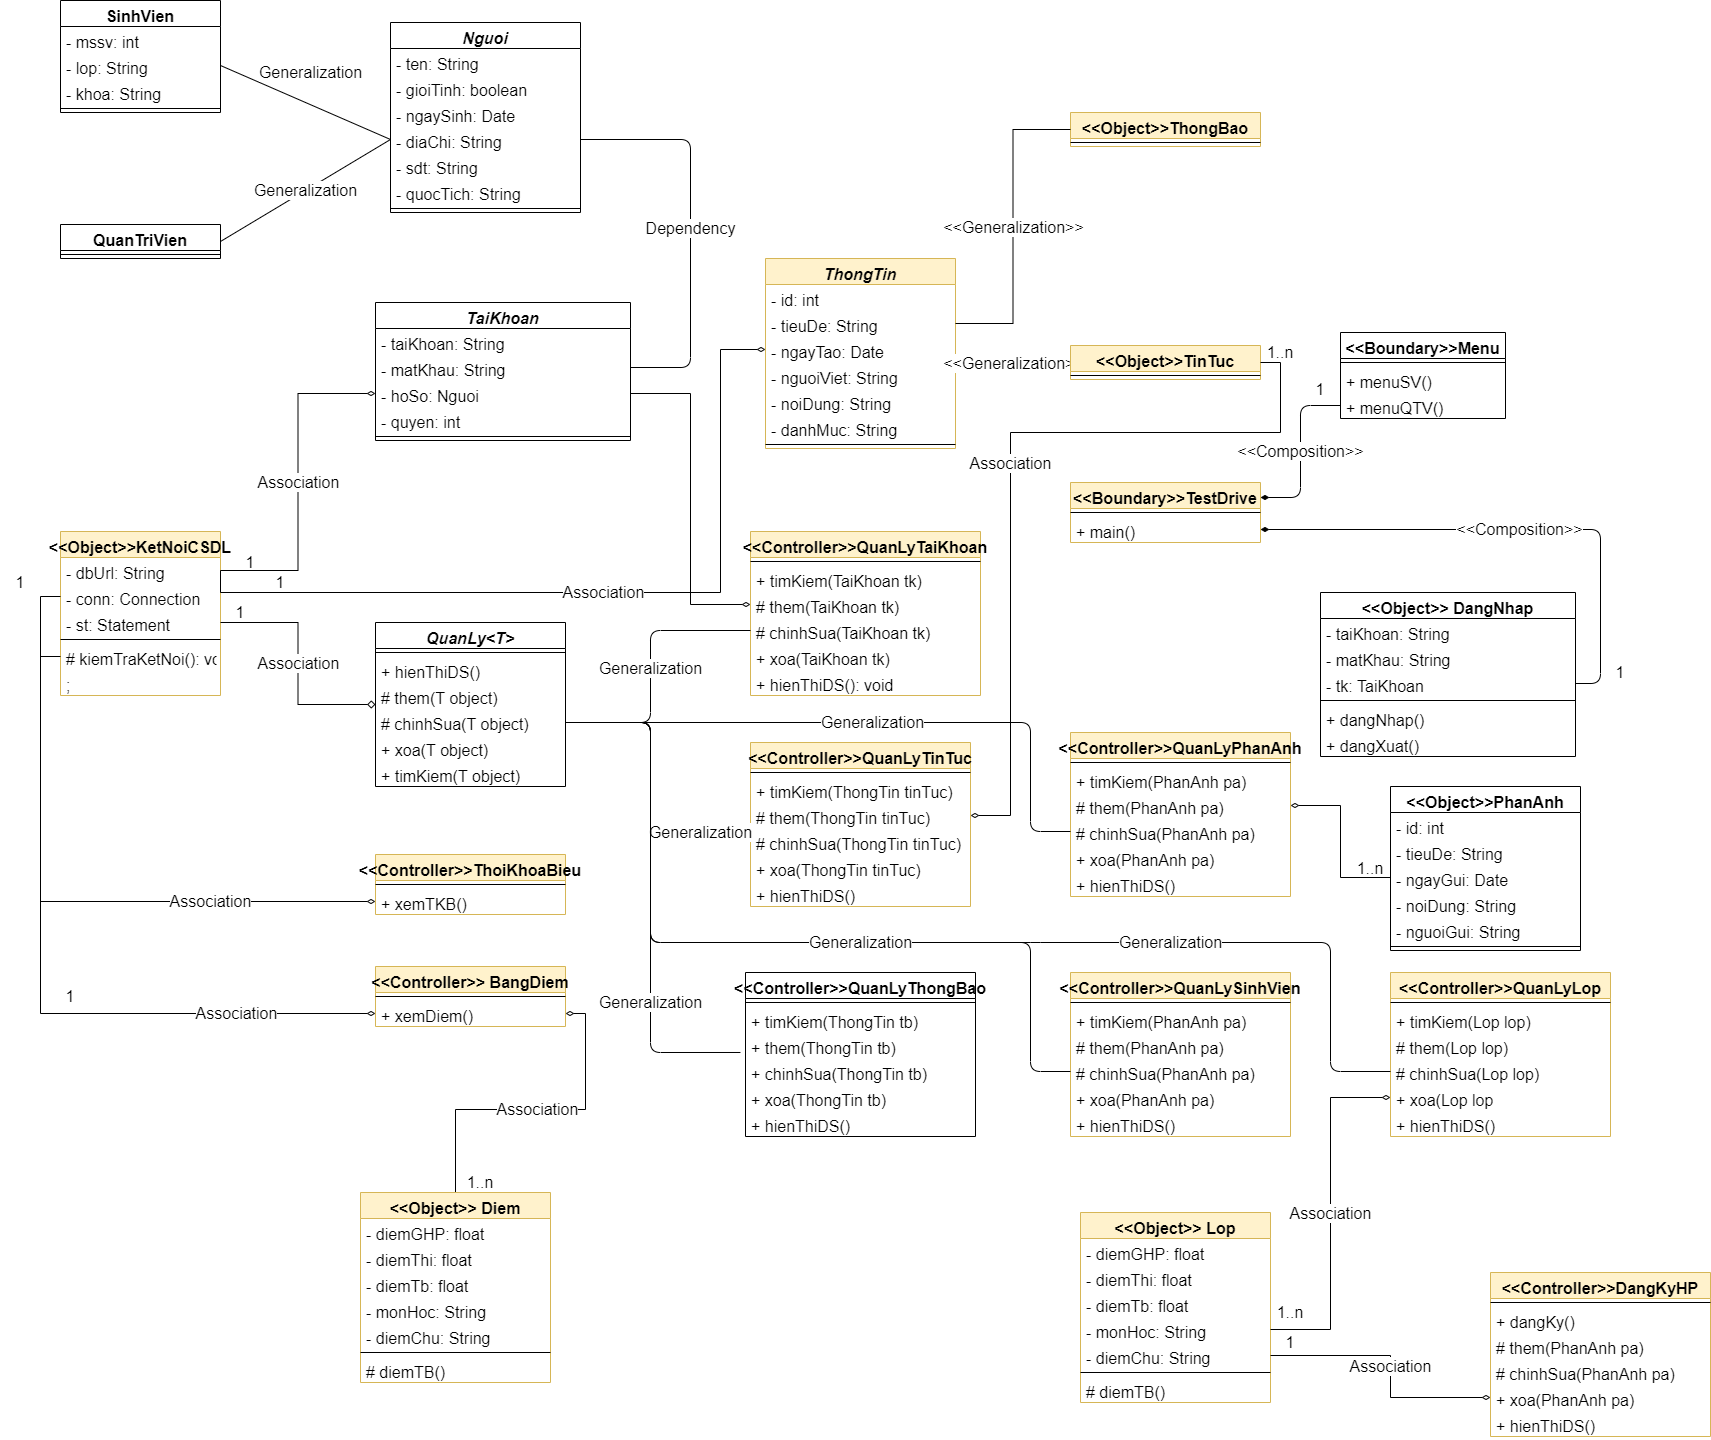 SinhVien
- mssv: int
- lop: String
- khoa: String
Generalization
Generalization
QuanTriVien
Nguoi
- ten: String
- gioiTinh: boolean
- ngaySinh: Date
- diaChi: String
- sdt: String
- quocTich: String
Dependency
TaiKhoan
- taiKhoan: String
- matKhau: String
- hoSo: Nguoi
- quyen: int
<<Object>>ThongBao
<<Generalization>>
ThongTin
- id: int
- tieuDe: String
- ngayTao: Date
- nguoiViet: String
- noiDung: String
- danhMuc: String
<<Generalization>
<<Object>>TinTuc
1..n
Association
<<Boundary>>Menu
+ menuSV()
+ menuQTV()
1
<<Composition>>
<<Boundary>>TestDrive
+ main()
<<Composition>>
1
<<Object>> DangNhap
- taiKhoan: String
- matKhau: String
- tk: TaiKhoan
+ dangNhap()
+ dangXuat()
Association
<<Object>>KetNoiCSDL
- dbUrl: String
- conn: Connection
- st: Statement
# kiemTraKetNoi(): vo
;
1
1
1
1
Association
Association
QuanLy<T>
+ hienThiDS()
# them(T object)
# chinhSua(T object)
+ xoa(T object)
+ timKiem(T object)
Generalization
<<Controller>>QuanLyTaiKhoan
+ timKiem(TaiKhoan tk)
# them(TaiKhoan tk)
# chinhSua(TaiKhoan tk)
+ xoa(TaiKhoan tk)
+ hienThiDS(): void
Generalization
<<Controller>>QuanLyTinTuc
+ timKiem(ThongTin tinTuc)
# them(ThongTin tinTuc)
# chinhSua(ThongTin tinTuc)
+ xoa(ThongTin tinTuc)
+ hienThiDS()
Generalization
<<Controller>>QuanLyPhanAnh
+ timKiem(PhanAnh pa)
# them(PhanAnh pa)
# chinhSua(PhanAnh pa)
+ xoa(PhanAnh pa)
+ hienThiDS()
1..n
<<Object>>PhanAnh
- id: int
- tieuDe: String
- ngayGui: Date
- noiDung: String
- nguoiGui: String
<<Controller>>ThoiKhoaBieu
+ xemTKB()
Association
<<Controller>> BangDiem
+ xemDiem()
1
Association
Association
1..n
<<Object>> Diem
- diemGHP: float
- diemThi: float
- diemTb: float
- monHoc: String
- diemChu: String
# diemTB()
Generalization
Generalization
Generalization
<<Controller>>QuanLyThongBao
+ timKiem(ThongTin tb)
+ them(ThongTin tb)
+ chinhSua(ThongTin tb)
+ xoa(ThongTin tb)
+ hienThiDS()
<<Controller>>QuanLySinhVien
+ timKiem(PhanAnh pa)
# them(PhanAnh pa)
# chinhSua(PhanAnh pa)
+ xoa(PhanAnh pa)
+ hienThiDS()
<<Controller>>QuanLyLop
+ timKiem(Lop lop)
# them(Lop lop)
# chinhSua(Lop lop)
+ xoa(Lop lop
+ hienThiDS()
Association
<<Object>> Lop
- diemGHP: float
- diemThi: float
- diemTb: float
- monHoc: String
- diemChu: String
# diemTB()
1..n
1
Association
<<Controller>>DangKyHP
+ dangKy()
# them(PhanAnh pa)
# chinhSua(PhanAnh pa)
+ xoa(PhanAnh pa)
+ hienThiDS()